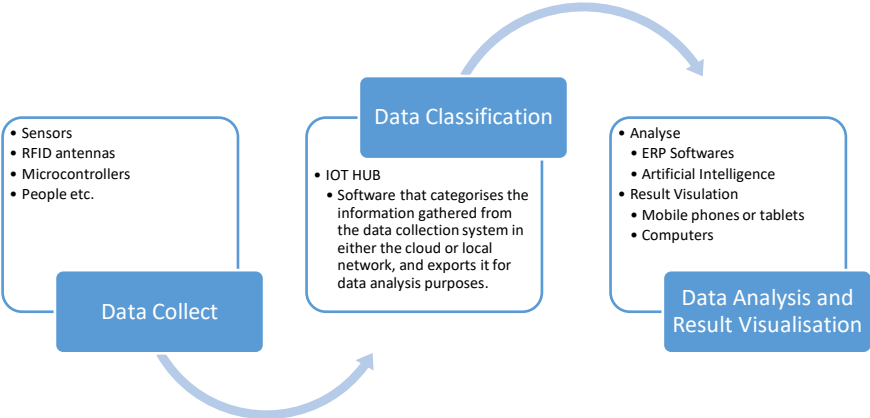 • Sensors
• RFID antennas
• Microcontrollers
• People etc.
Data Collect
Data Classification
• IOT HUB
• Software that categorises the
information gathered from
the data collection system in
either the cloud or local
network, and exports it for
data analysis purposes.
• Analyse
• ERP Softwares
• Artificial Intelligence
• Result Visulation
• Mobile phones or tablets
• Computers
Data Analysis and
Result Visualisation